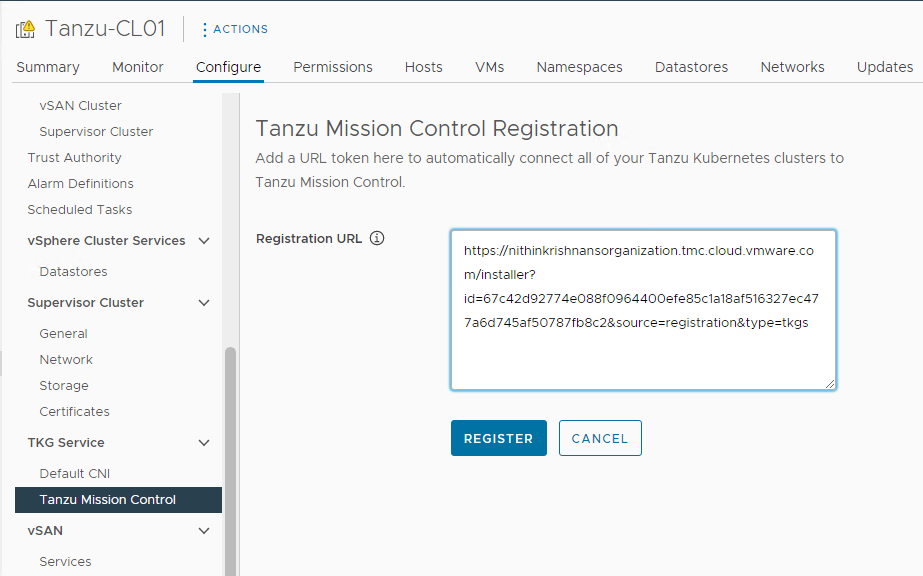 Tanzu-CL01
ACTIONS
Summary Monitor Configure Permissions Hosts VMs Namespaces Datastores Networks Updates
vSAN Cluster
Supervisor Cluster
Trust Authority
Alarm Definitions
Scheduled Tasks
vSphere Cluster Services
Datastores
Supervisor Cluster
General
Network
Storage
Certificates
TKG Service
Default CNI
Tanzu Mission Control
vSAN
Services
Tanzu Mission Control Registration
Add a URL token here to automatically connect all of your Tanzu Kubernetes clusters to
Tanzu Mission Control.
Registration URL
https://nithinkrishnansorganization.tmc.cloud.vmware.co
m/installer?
id=67c42d92774e088f0964400efe85c1a18af516327ec47
7a6d745af50787fb8c2&source=registration&type=tkgs
REGISTER
CANCEL